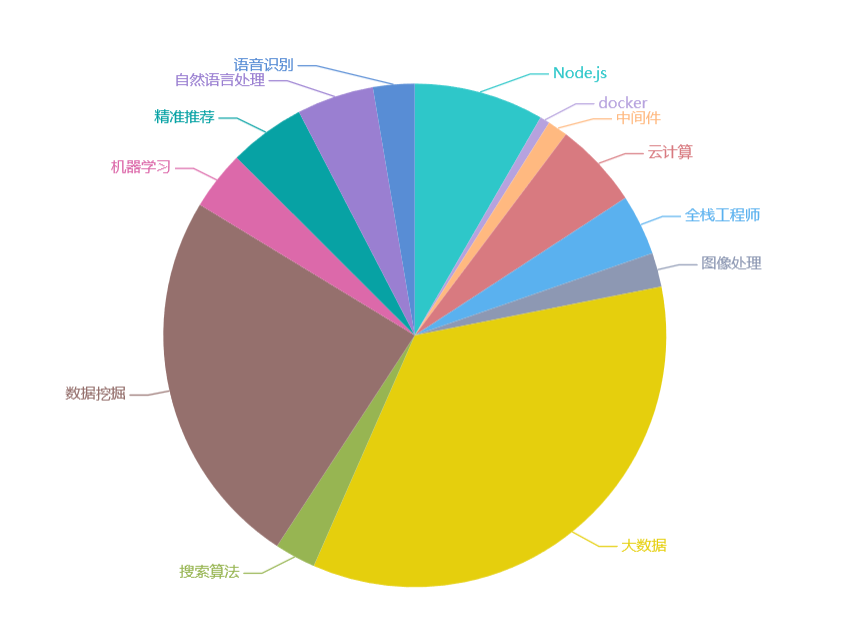 语音识别
Node.js
自然语言处理
docker
精准推荐
中间件
云计算
机器学习
全栈工程师
图像处理
数据挖掘
大数据
搜索算法